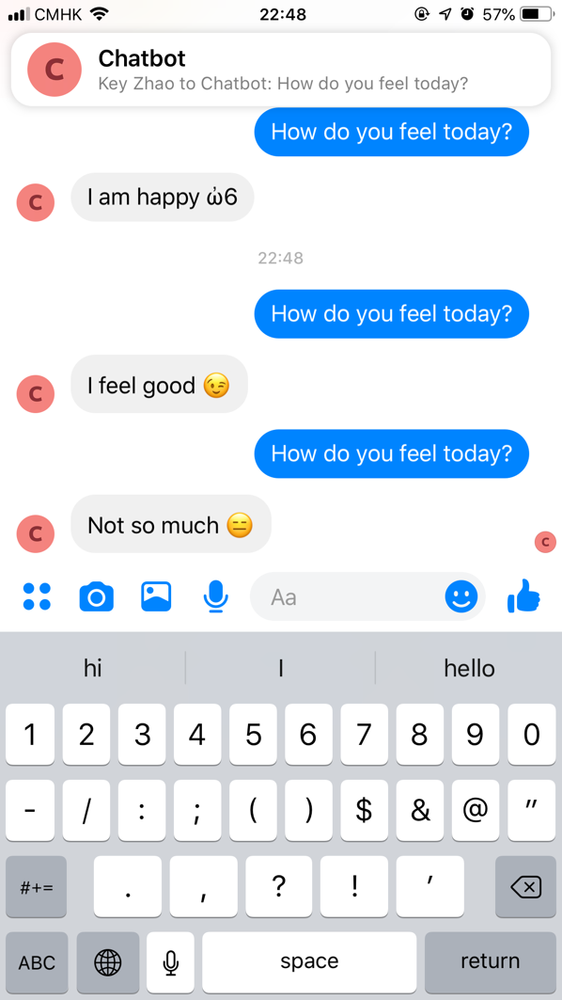 CMHK 22:48 57%
C
Chatbot
Key Zhao to Chatbot: How do you feel today?
How do you feel today?
C
I am happy ὠ6
22:48
How do you feel today?
C
I feel good 😉
How do you feel today?
C
Not so much 😑
C
Aa
hi I hello
1 2 3 4 5 6 7 8 9 0
- / : ; ( ) $ & @ "
#+= . , ? ! '
ABC space return